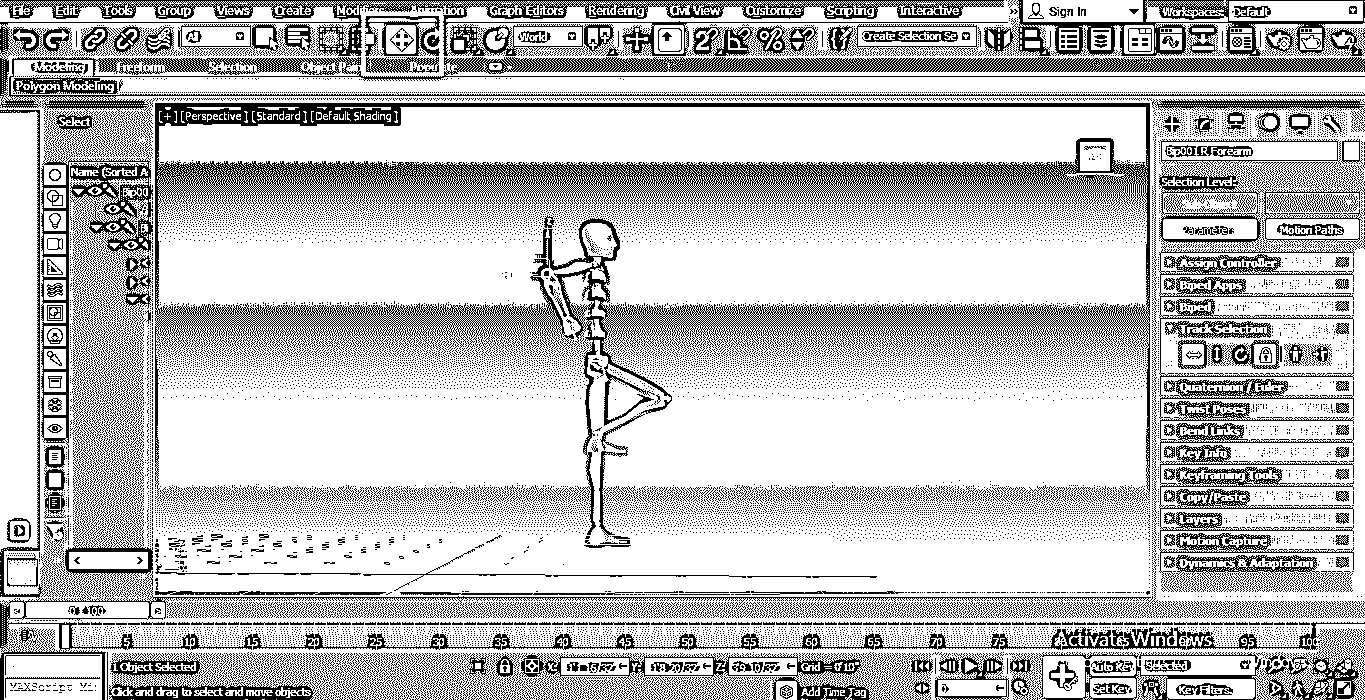 File Edit Tools Group Views Create Modifiers Animation Graph Editors Rendering Civil View Customize Scripting Interactive Sign In Workspaces: Default
All World Create Selection Se
Modeling Freeform Selection Object Paint Populate
Polygon Modeling
Select
[+] [Perspective] [Standard] [Default Shading]
Name (Sorted A
Bip00
Bip001 R Forearm
Selection Level:
Parameters Motion Paths
Assign Controller
Biped Apps
Biped
Track Selection
Quaternion / Euler
Twist Poses
Bend Links
Key Info
Keyframing Tools
Copy/Paste
Layers
Motion Capture
Dynamics & Adaptation
0 / 100
5 10 15 20 25 30 35 40 45 50 55 60 65 70 75 95 100
Activate Windows
1 Object Selected X: Y: Z: Grid = 0'10"
Auto Key Selected
MAXScript Mi
Click and drag to select and move objects Add Time Tag Set Key Key Filters...